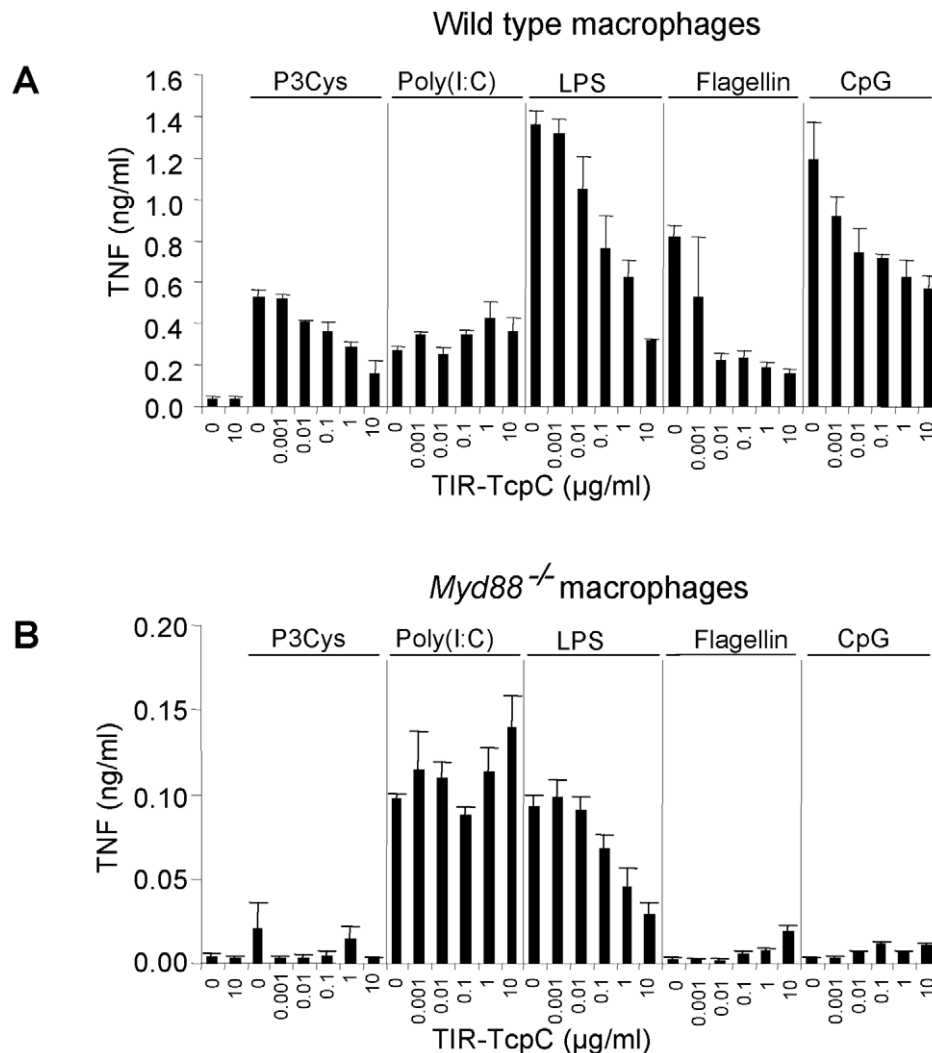 Wild type macrophages
A
P3Cys Poly(I:C) LPS Flagellin CpG
1.6
1.4
1.2
1.0
0.8
0.6
0.4
0.2
0.0
TNF (ng/ml)
0 10 0 0.001 0.01 0.1 1 10 0 0.001 0.01 0.1 1 10 0 0.001 0.01 0.1 1 10 0 0.001 0.01 0.1 1 10 0 0.001 0.01 0.1 1 10
TIR-TcpC (µg/ml)
Myd88 -/- macrophages
B
P3Cys Poly(I:C) LPS Flagellin CpG
0.20
0.15
0.10
0.05
0.00
TNF (ng/ml)
0 10 0 0.001 0.01 0.1 1 10 0 0.001 0.01 0.1 1 10 0 0.001 0.01 0.1 1 10 0 0.001 0.01 0.1 1 10 0 0.001 0.01 0.1 1 10
TIR-TcpC (µg/ml)